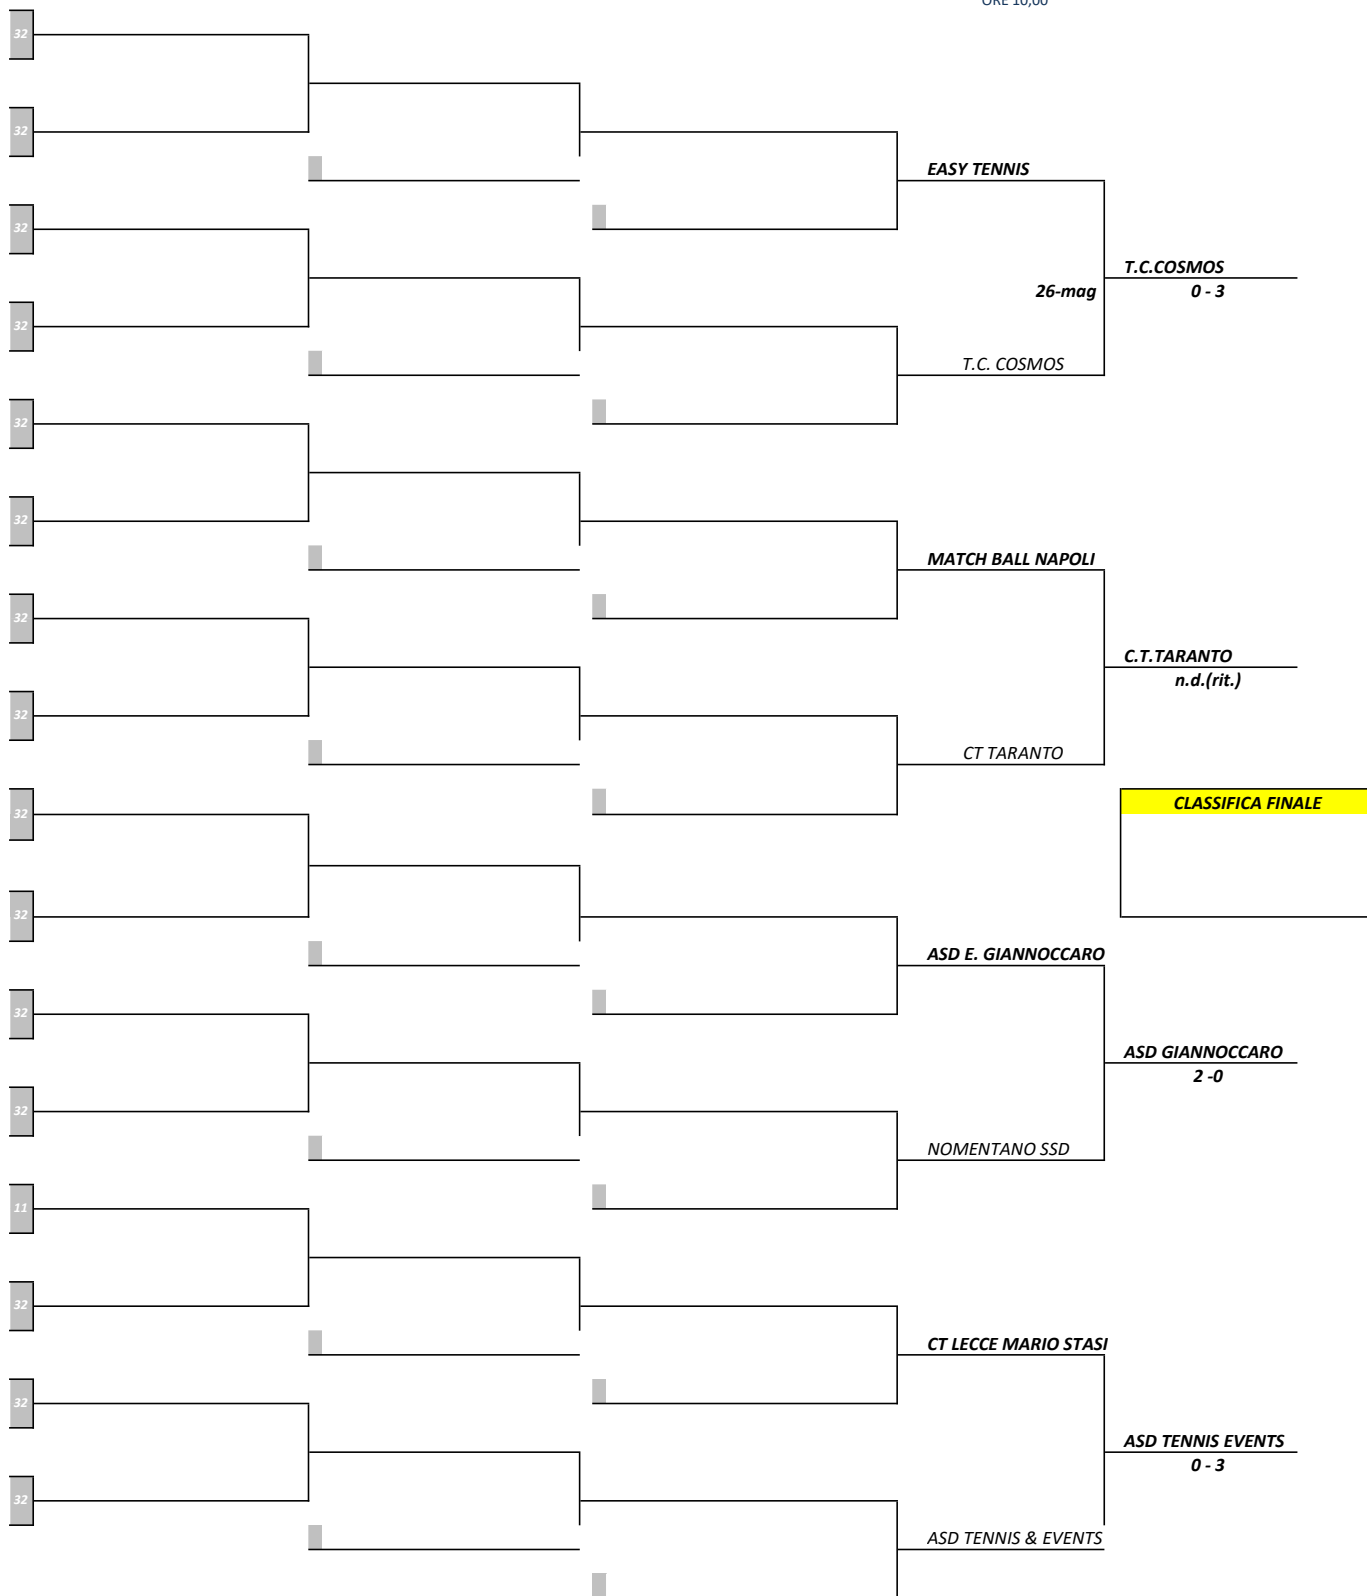 ORE 10,00
32
32
EASY TENNIS
32
T.C.COSMOS
26-mag
0 - 3
32
T.C. COSMOS
32
32
MATCH BALL NAPOLI
32
C.T.TARANTO
n.d.(rit.)
32
CT TARANTO
32
CLASSIFICA FINALE
32
ASD E. GIANNOCCARO
32
ASD GIANNOCCARO
2 -0
32
NOMENTANO SSD
11
32
CT LECCE MARIO STASI
32
ASD TENNIS EVENTS
0 - 3
32
ASD TENNIS & EVENTS